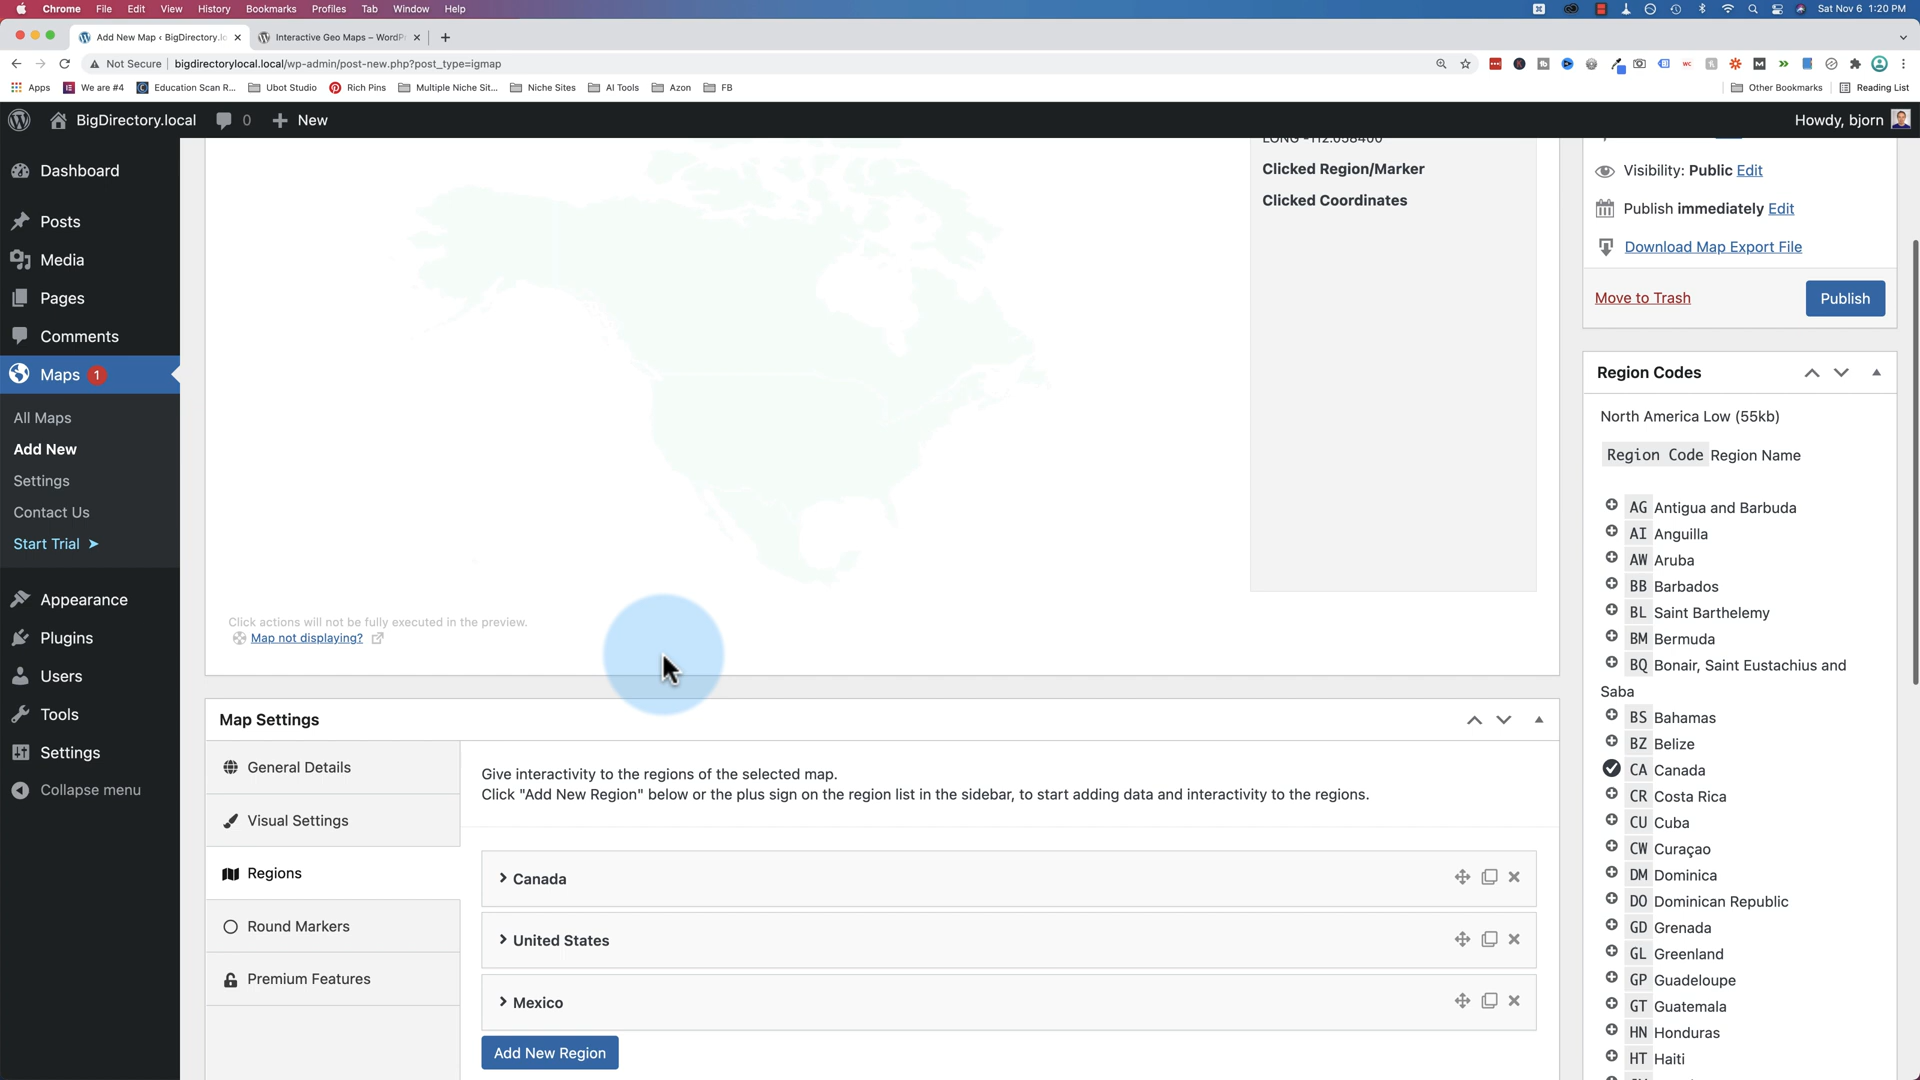 Chrome File Edit View History Bookmarks Profiles Tab Window Help
Sat Nov 6 1:20 PM
Add New Map ‹ BigDirectory.lo
Interactive Geo Maps – WordP
Not Secure bigdirectorylocal.local/wp-admin/post-new.php?post_type=igmap
Apps We are #4 Education Scan R... Ubot Studio Rich Pins Multiple Niche Sit... Niche Sites AI Tools Azon FB Other Bookmarks Reading List
BigDirectory.local 0 New
Howdy, bjorn
Dashboard
Posts
Media
Pages
Comments
Maps 1
All Maps
Add New
Settings
Contact Us
Start Trial ➤
Appearance
Plugins
Users
Tools
Settings
Collapse menu
LONG -112.058400
Clicked Region/Marker
Clicked Coordinates
Click actions will not be fully executed in the preview.
Map not displaying?
Map Settings
General Details
Visual Settings
Regions
Round Markers
Premium Features
Give interactivity to the regions of the selected map.
Click "Add New Region" below or the plus sign on the region list in the sidebar, to start adding data and interactivity to the regions.
Canada
United States
Mexico
Add New Region
Visibility: Public Edit
Publish immediately Edit
Download Map Export File
Move to Trash
Publish
Region Codes
North America Low (55kb)
Region Code Region Name
AG Antigua and Barbuda
AI Anguilla
AW Aruba
BB Barbados
BL Saint Barthelemy
BM Bermuda
BQ Bonair, Saint Eustachius and
Saba
BS Bahamas
BZ Belize
CA Canada
CR Costa Rica
CU Cuba
CW Curaçao
DM Dominica
DO Dominican Republic
GD Grenada
GL Greenland
GP Guadeloupe
GT Guatemala
HN Honduras
HT Haiti